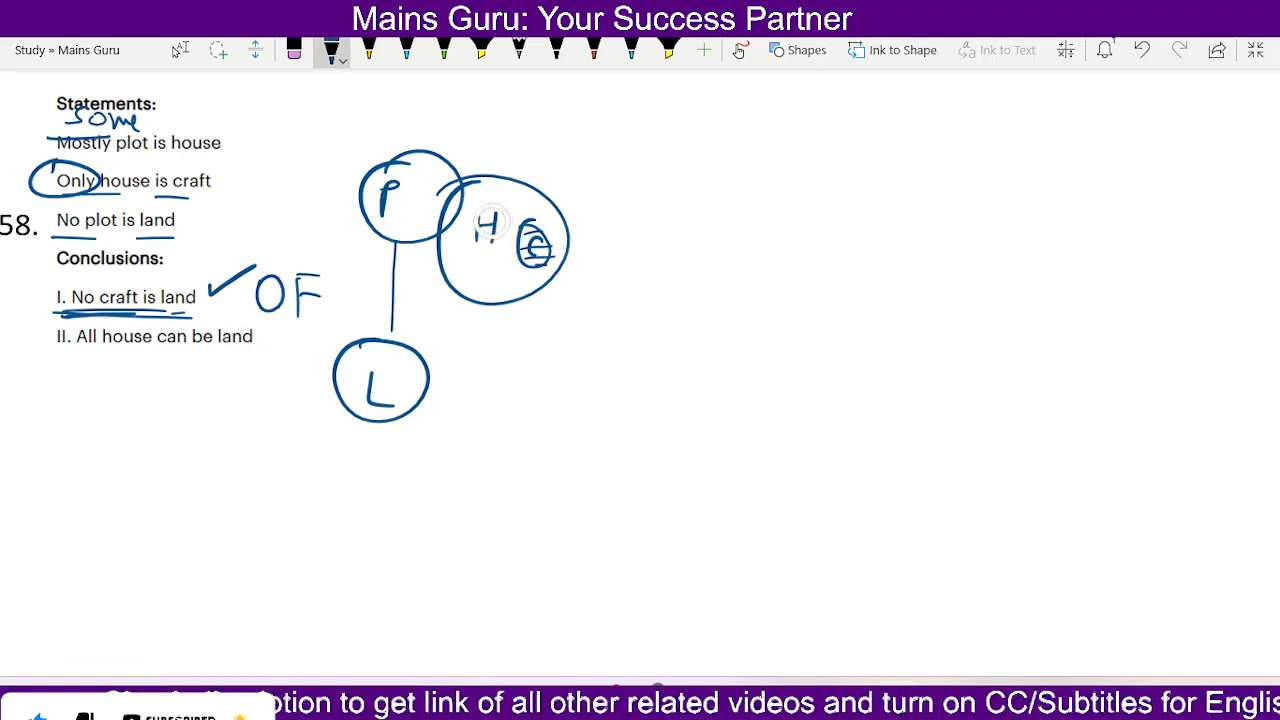 Mains Guru: Your Success Partner
Study » Mains Guru
Shapes
Ink to Shape
Ink to Text
Statements:
Some
Mostly plot is house
Only house is craft
58. No plot is land
Conclusions:
I. No craft is land OF
II. All house can be land
P
H
C
L
to get link of all other related videos and turn on CC/Subtitles for Englis
SUBSCRIBED